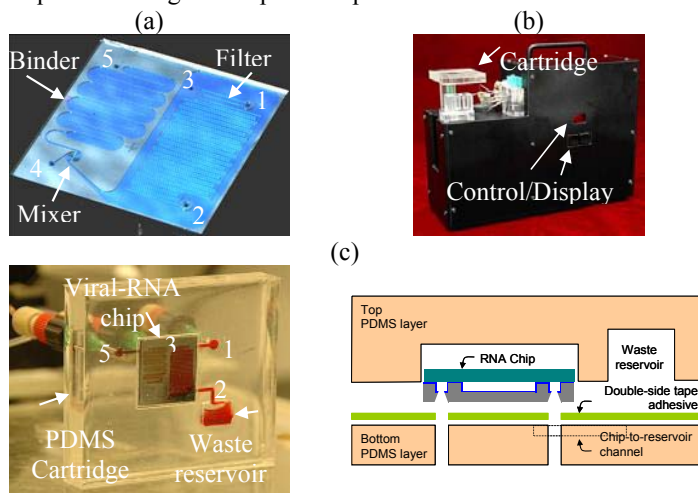 (a)
(b)
Binder
5
3
Filter
1
4
Mixer
2
Cartridge
Control/Display
(c)
Viral-RNA
chip
5
3
1
2
PDMS
Cartridge
Waste
reservoir
Top
PDMS layer
RNA Chip
Waste
reservoir
Double-side tape
adhesive
Bottom
PDMS layer
Chip-to-reservoir
channel